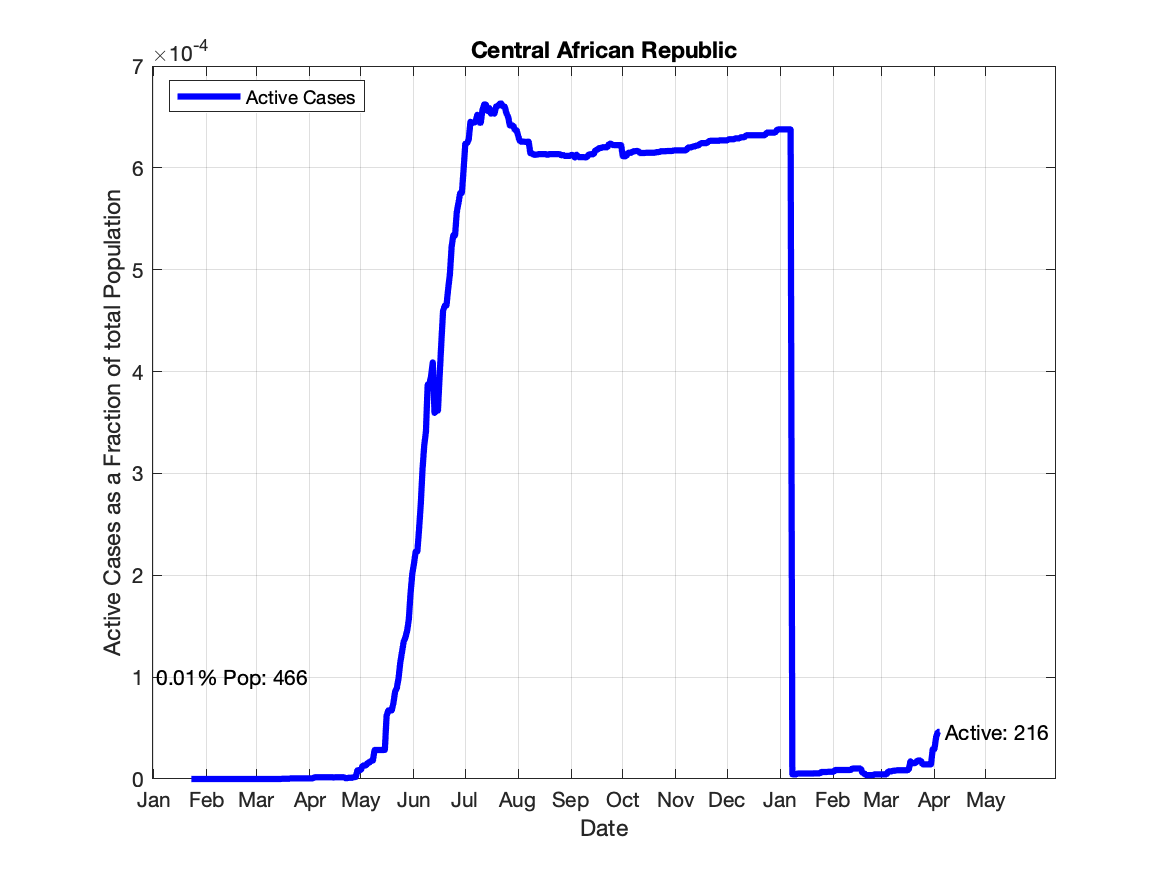 Central African Republic
×10-4
Active Cases
7
6
5
4
3
2
1
0
Active Cases as a Fraction of total Population
0.01% Pop: 466
Active: 216
Jan Feb Mar Apr May Jun Jul Aug Sep Oct Nov Dec Jan Feb Mar Apr May
Date